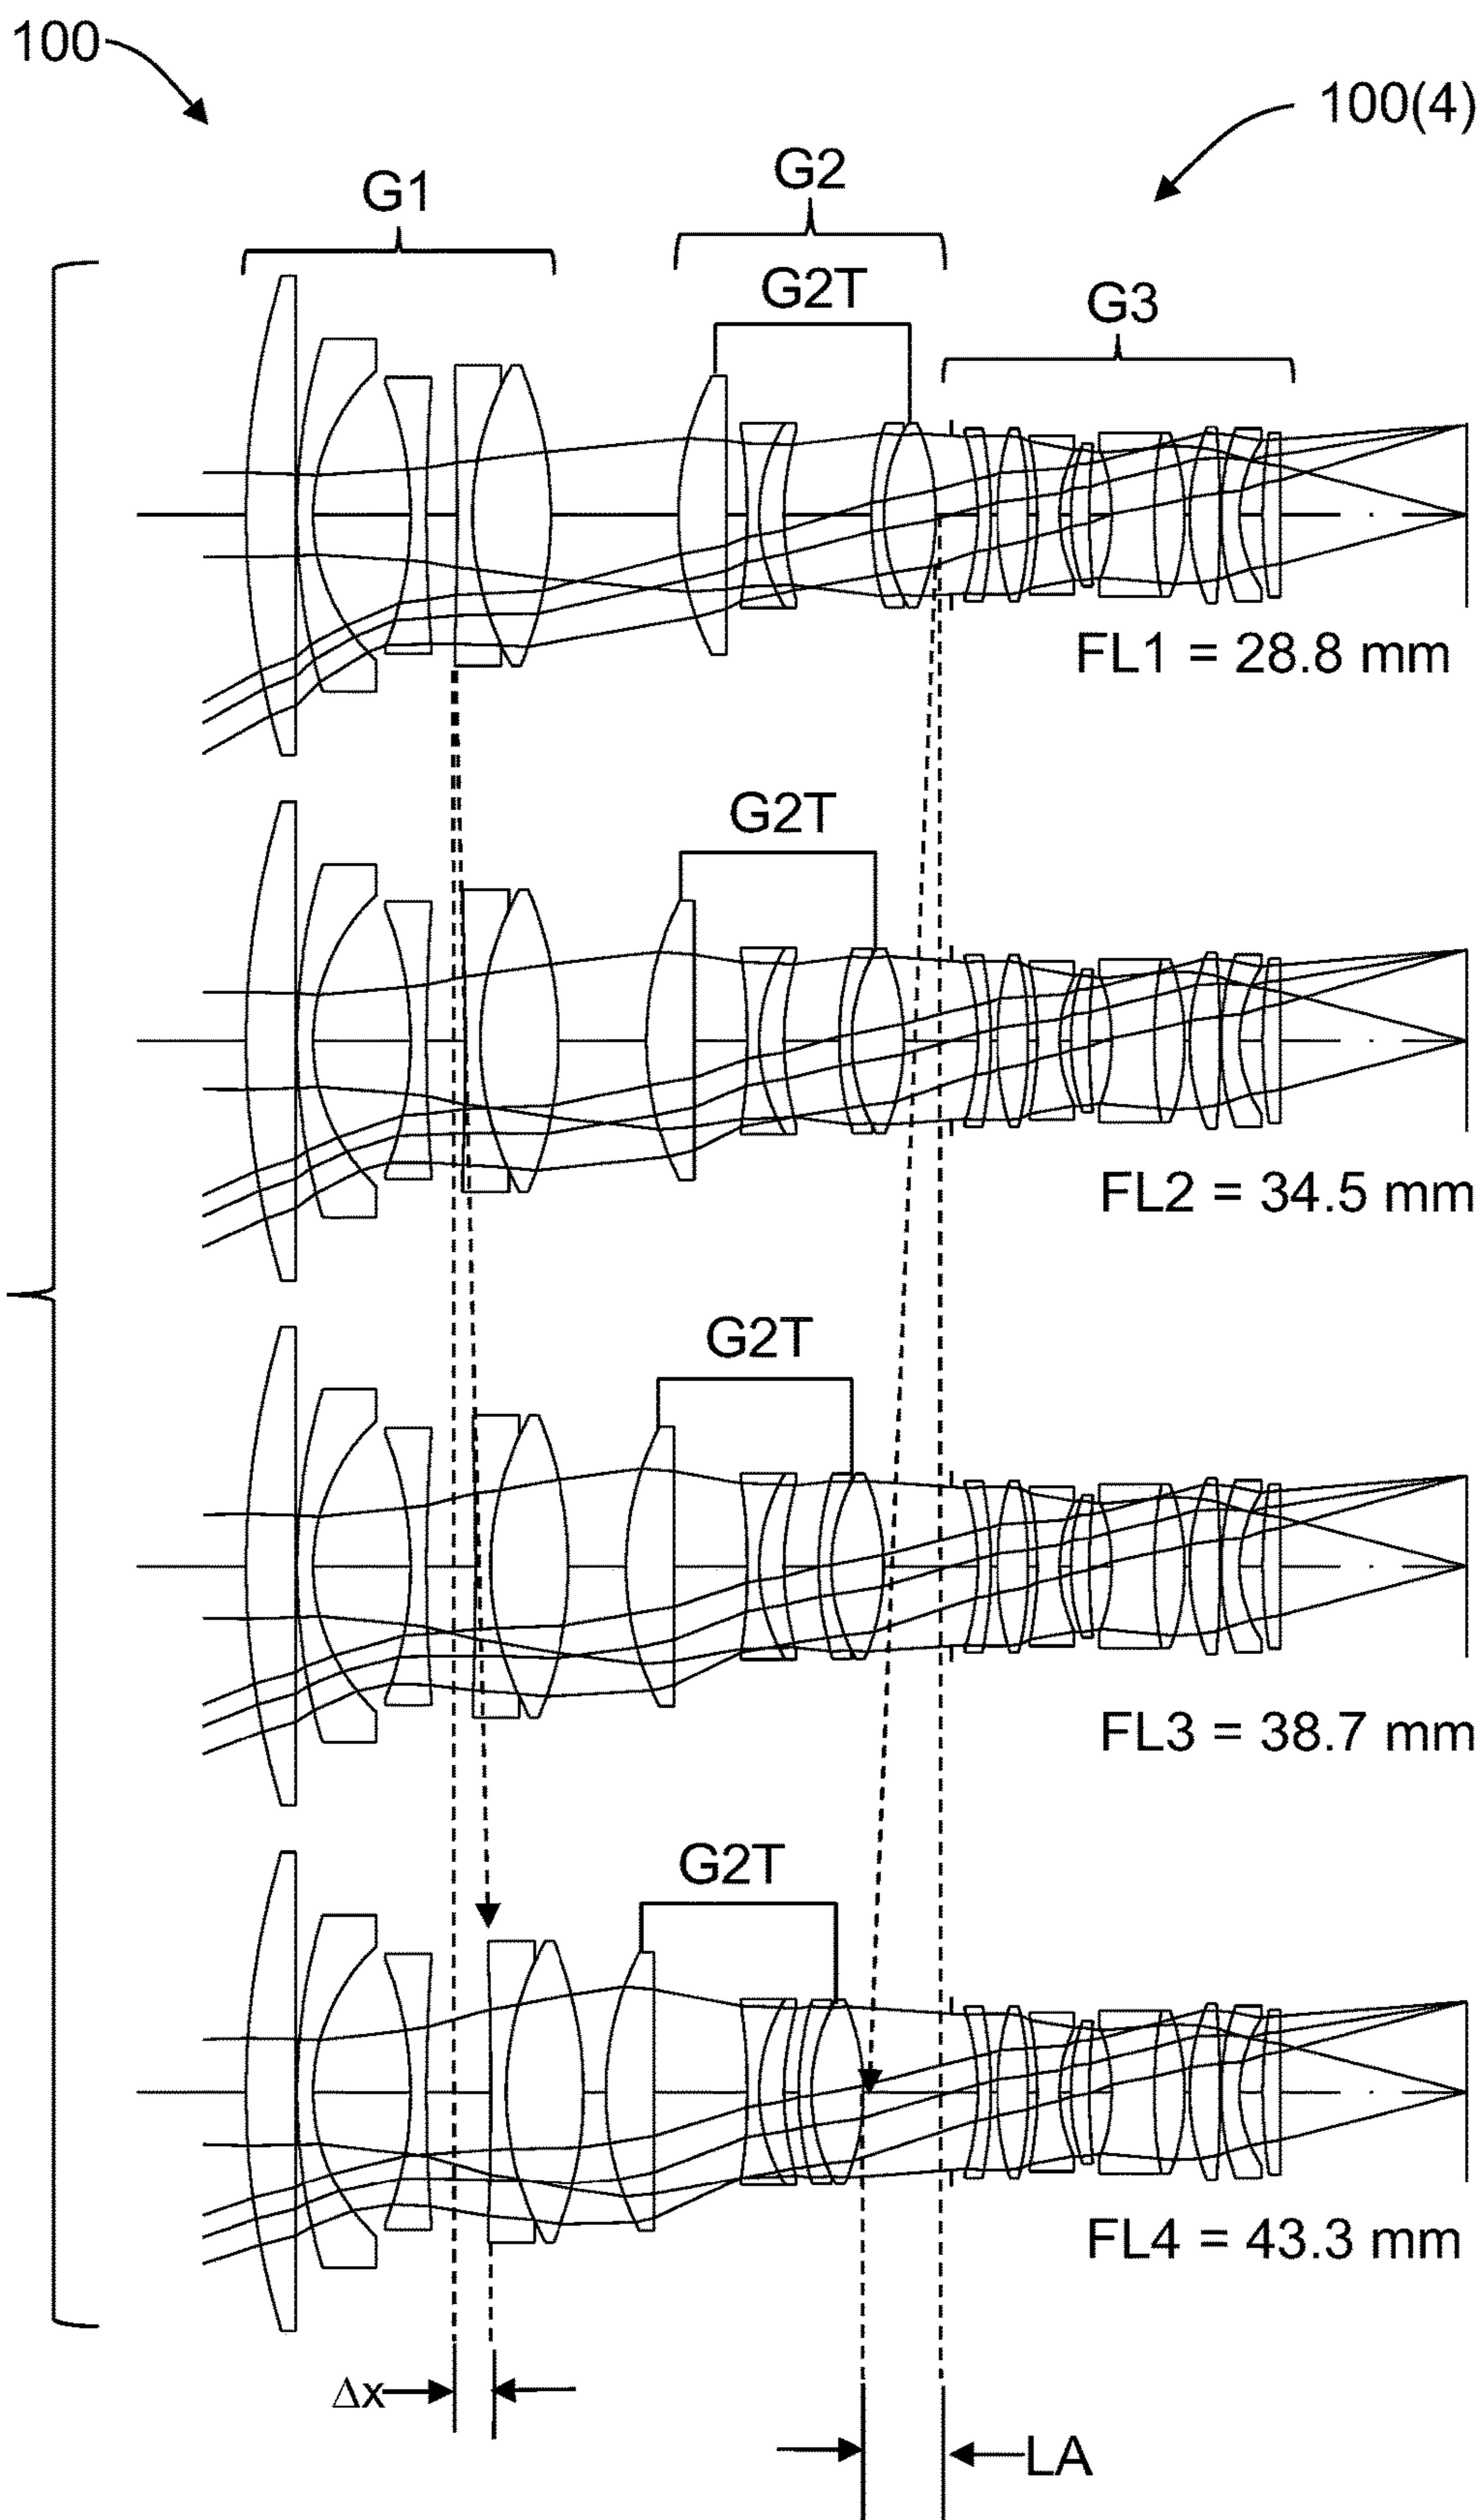 100
100(4)
G1
G2
G2T
G3
FL1 = 28.8 mm
G2T
FL2 = 34.5 mm
G2T
FL3 = 38.7 mm
G2T
FL4 = 43.3 mm
Δx
LA